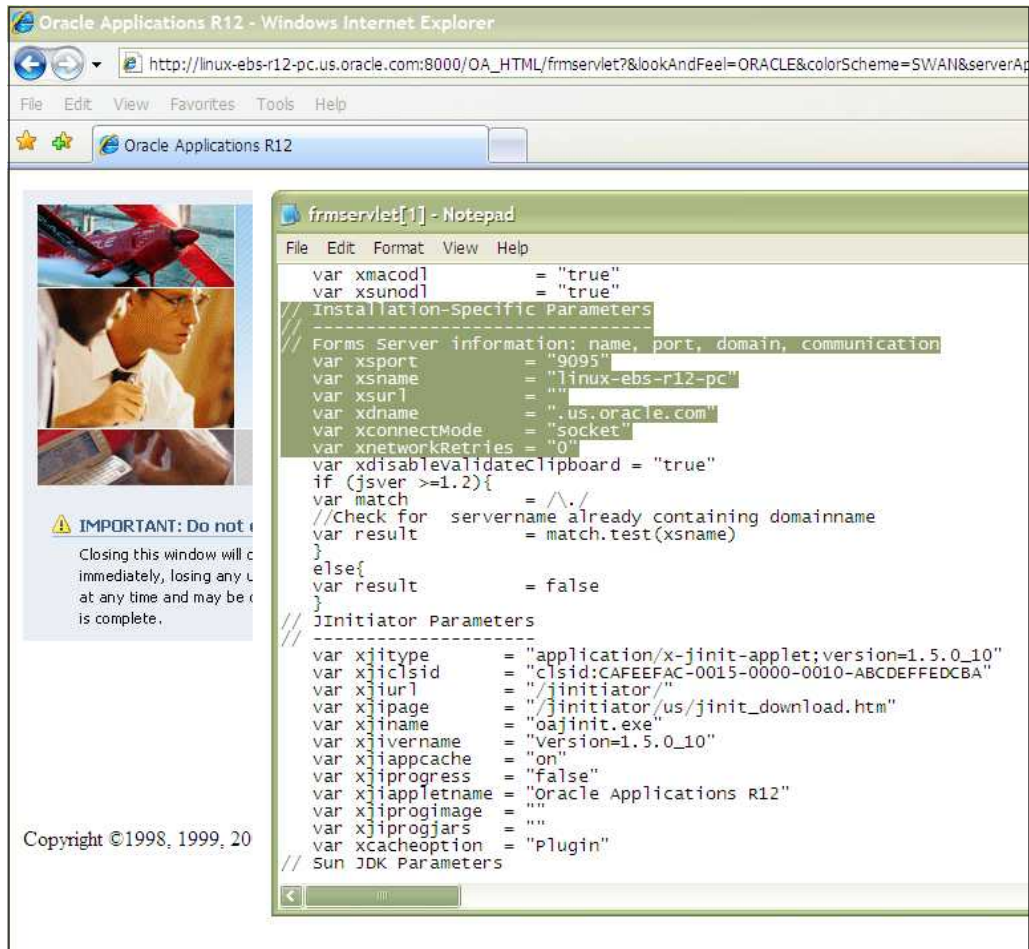 Oracle Applications R12 - Windows Internet Explorer
http://linux-ebs-r12-pc.us.oracle.com:8000/OA_HTML/frmservlet?&lookAndFeel=ORACLE&colorScheme=SWAN&serverAp
File Edit View Favorites Tools Help
Oracle Applications R12
IMPORTANT: Do not
Closing this window will
immediately, losing any
at any time and may be
is complete.
Copyright ©1998, 1999, 20
frmservlet[1] - Notepad
File Edit Format View Help
var xmacodl = "true"
var xsunodl = "true"
// Installation-Specific Parameters
// ----------------------------------
// Forms Server information: name, port, domain, communication
var xsport = "9095"
var xsname = "linux-ebs-r12-pc"
var xsurl = ""
var xdname = ".us.oracle.com"
var xconnectMode = "socket"
var xnetworkRetries = "0"
var xdisableValidateClipboard = "true"
if (jsver >=1.2){
var match = /\./
//Check for servername already containing domainname
var result = match.test(xsname)
}
else{
var result = false
}
// JInitiator Parameters
// ---------------------
var xjitype = "application/x-jinit-applet;version=1.5.0_10"
var xjiclsid = "clsid:CAFEEFAC-0015-0000-0010-ABCDEFFEDCBA"
var xjiurl = "/jinitiator/"
var xjipage = "/jinitiator/us/jinit_download.htm"
var xjiname = "oajinit.exe"
var xjivername = "Version=1.5.0_10"
var xjiappcache = "on"
var xjiprogress = "false"
var xjiappletname = "Oracle Applications R12"
var xjiprogimage = ""
var xjiprogjars = ""
var xcacheoption = "Plugin"
// Sun JDK Parameters